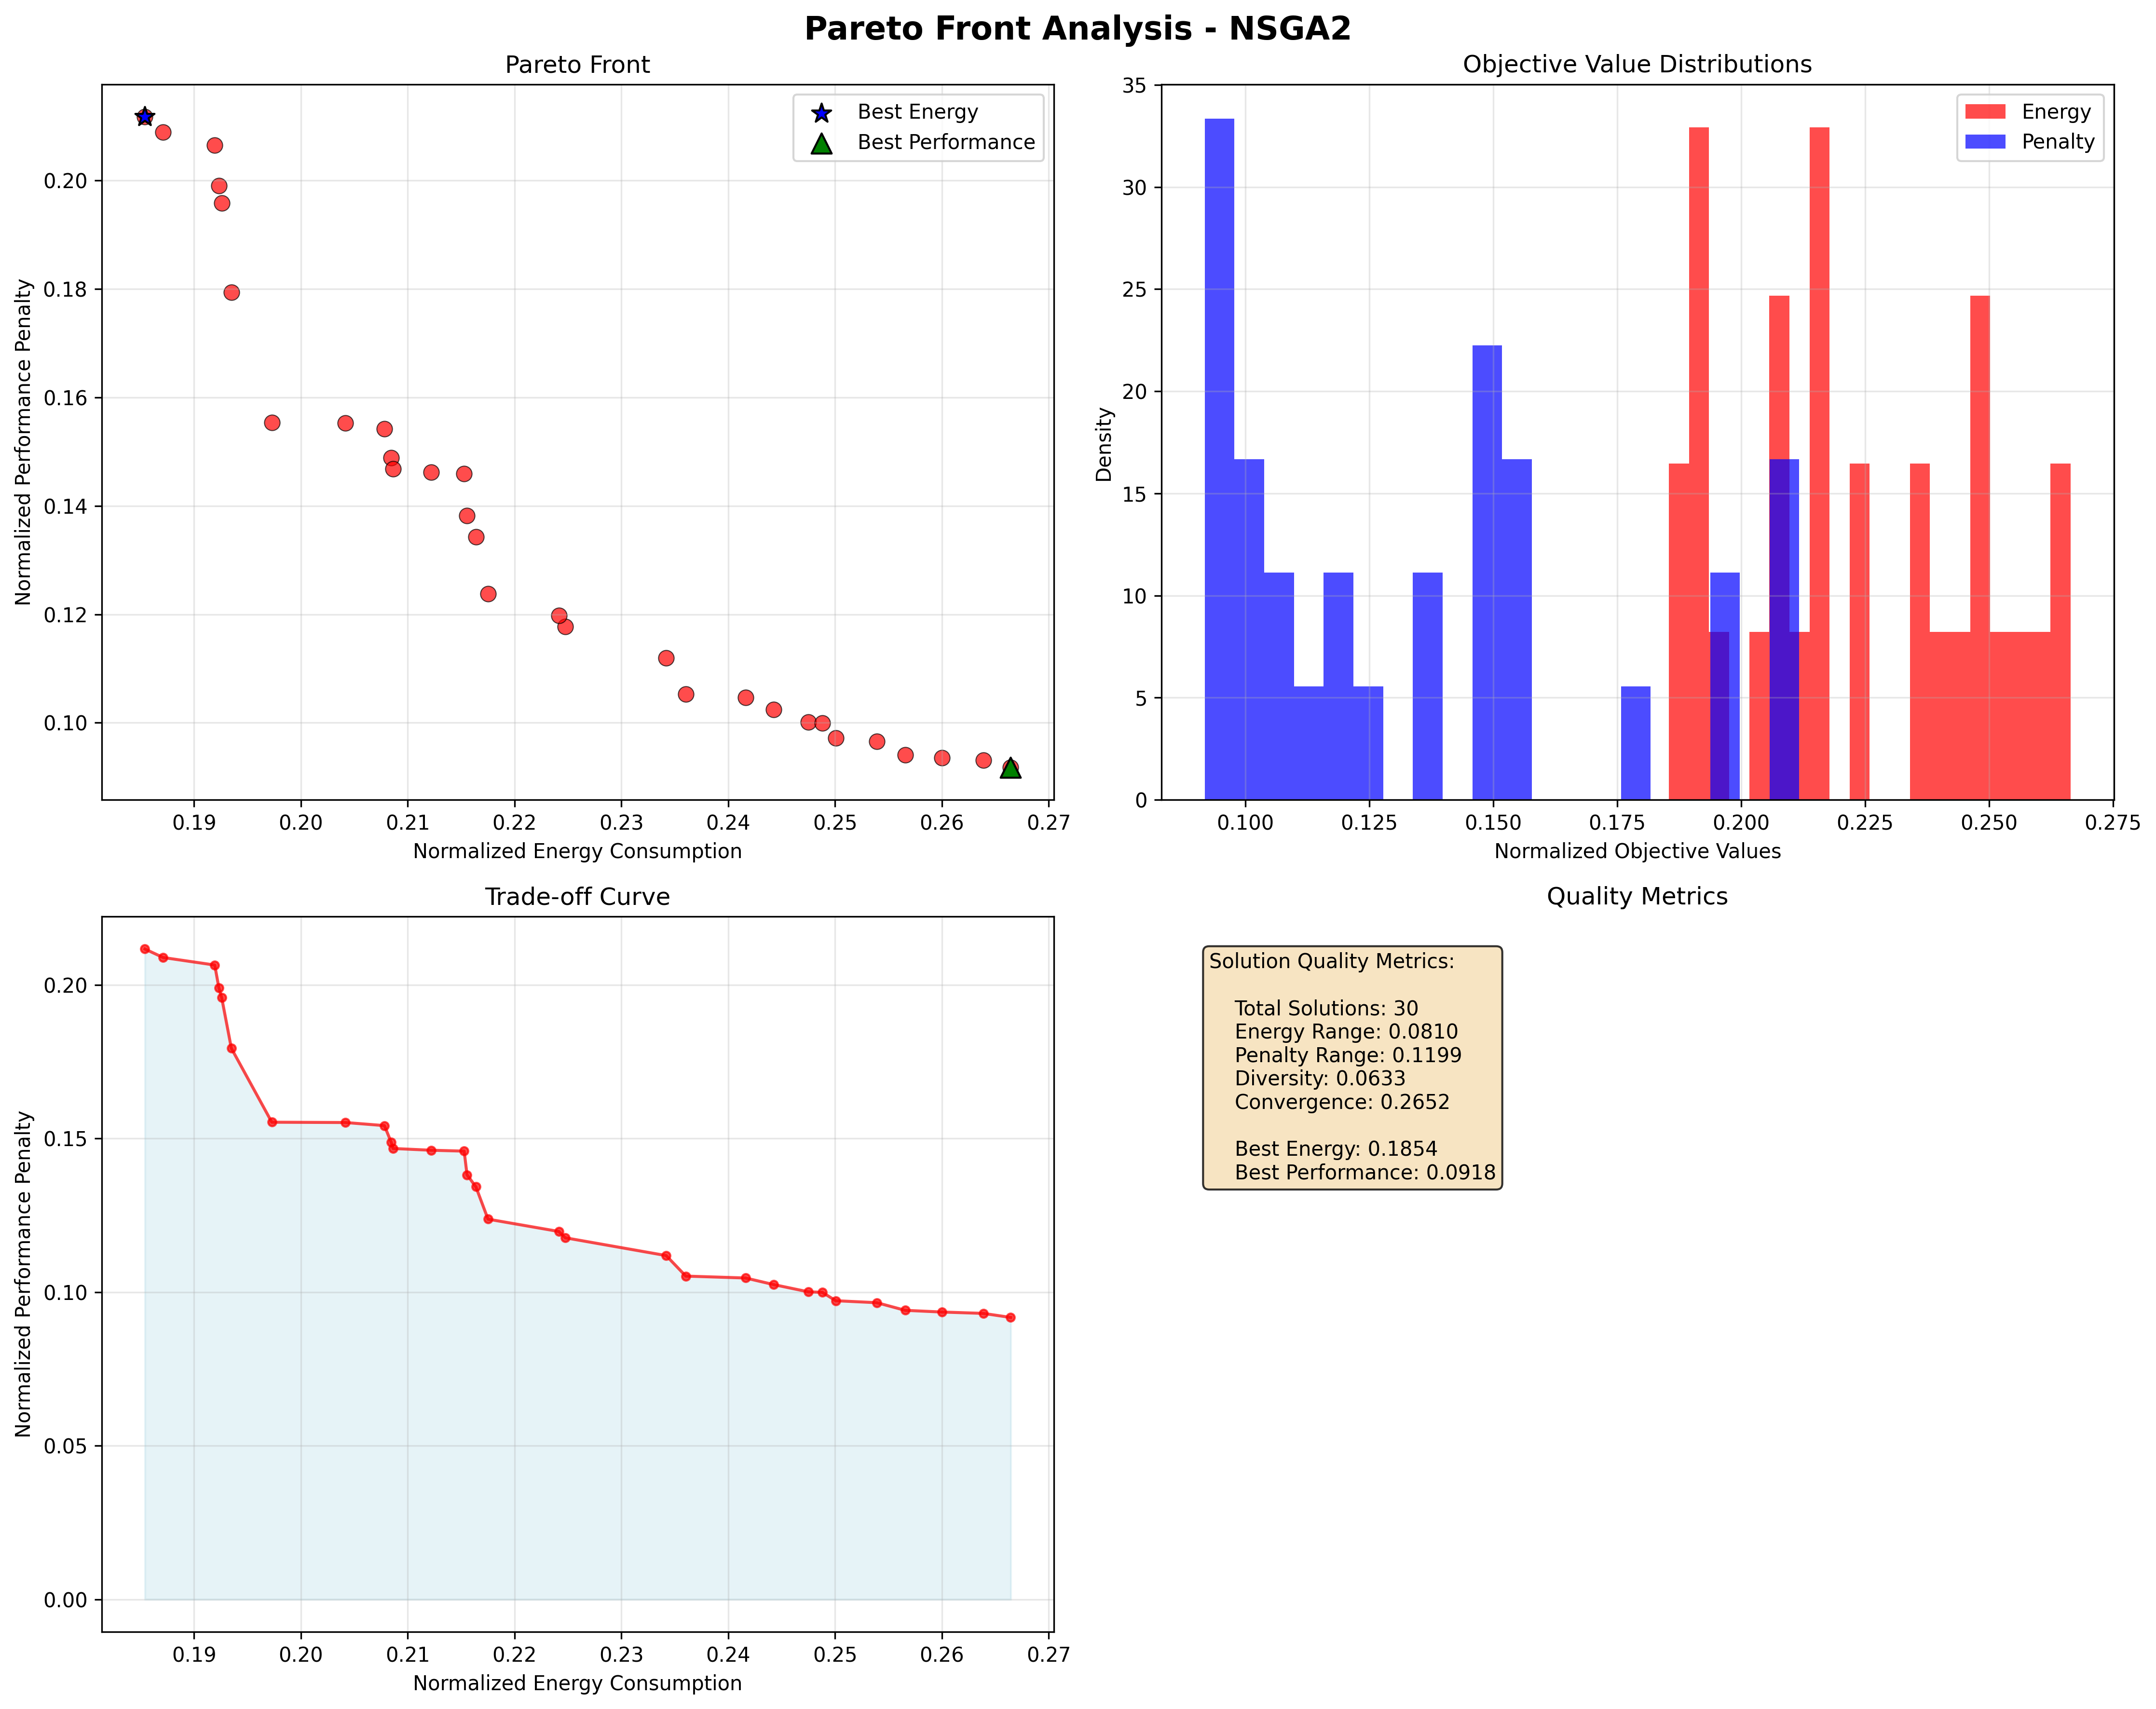 Pareto Front Analysis - NSGA2
Pareto Front
Best Energy
Best Performance
Normalized Performance Penalty
0.20
0.18
0.16
0.14
0.12
0.10
0.19 0.20 0.21 0.22 0.23 0.24 0.25 0.26 0.27
Normalized Energy Consumption
Objective Value Distributions
Energy
Penalty
Density
35
30
25
20
15
10
5
0
0.100 0.125 0.150 0.175 0.200 0.225 0.250 0.275
Normalized Objective Values
Trade-off Curve
Normalized Performance Penalty
0.20
0.15
0.10
0.05
0.00
0.19 0.20 0.21 0.22 0.23 0.24 0.25 0.26 0.27
Normalized Energy Consumption
Quality Metrics
Solution Quality Metrics:
Total Solutions: 30
Energy Range: 0.0810
Penalty Range: 0.1199
Diversity: 0.0633
Convergence: 0.2652
Best Energy: 0.1854
Best Performance: 0.0918